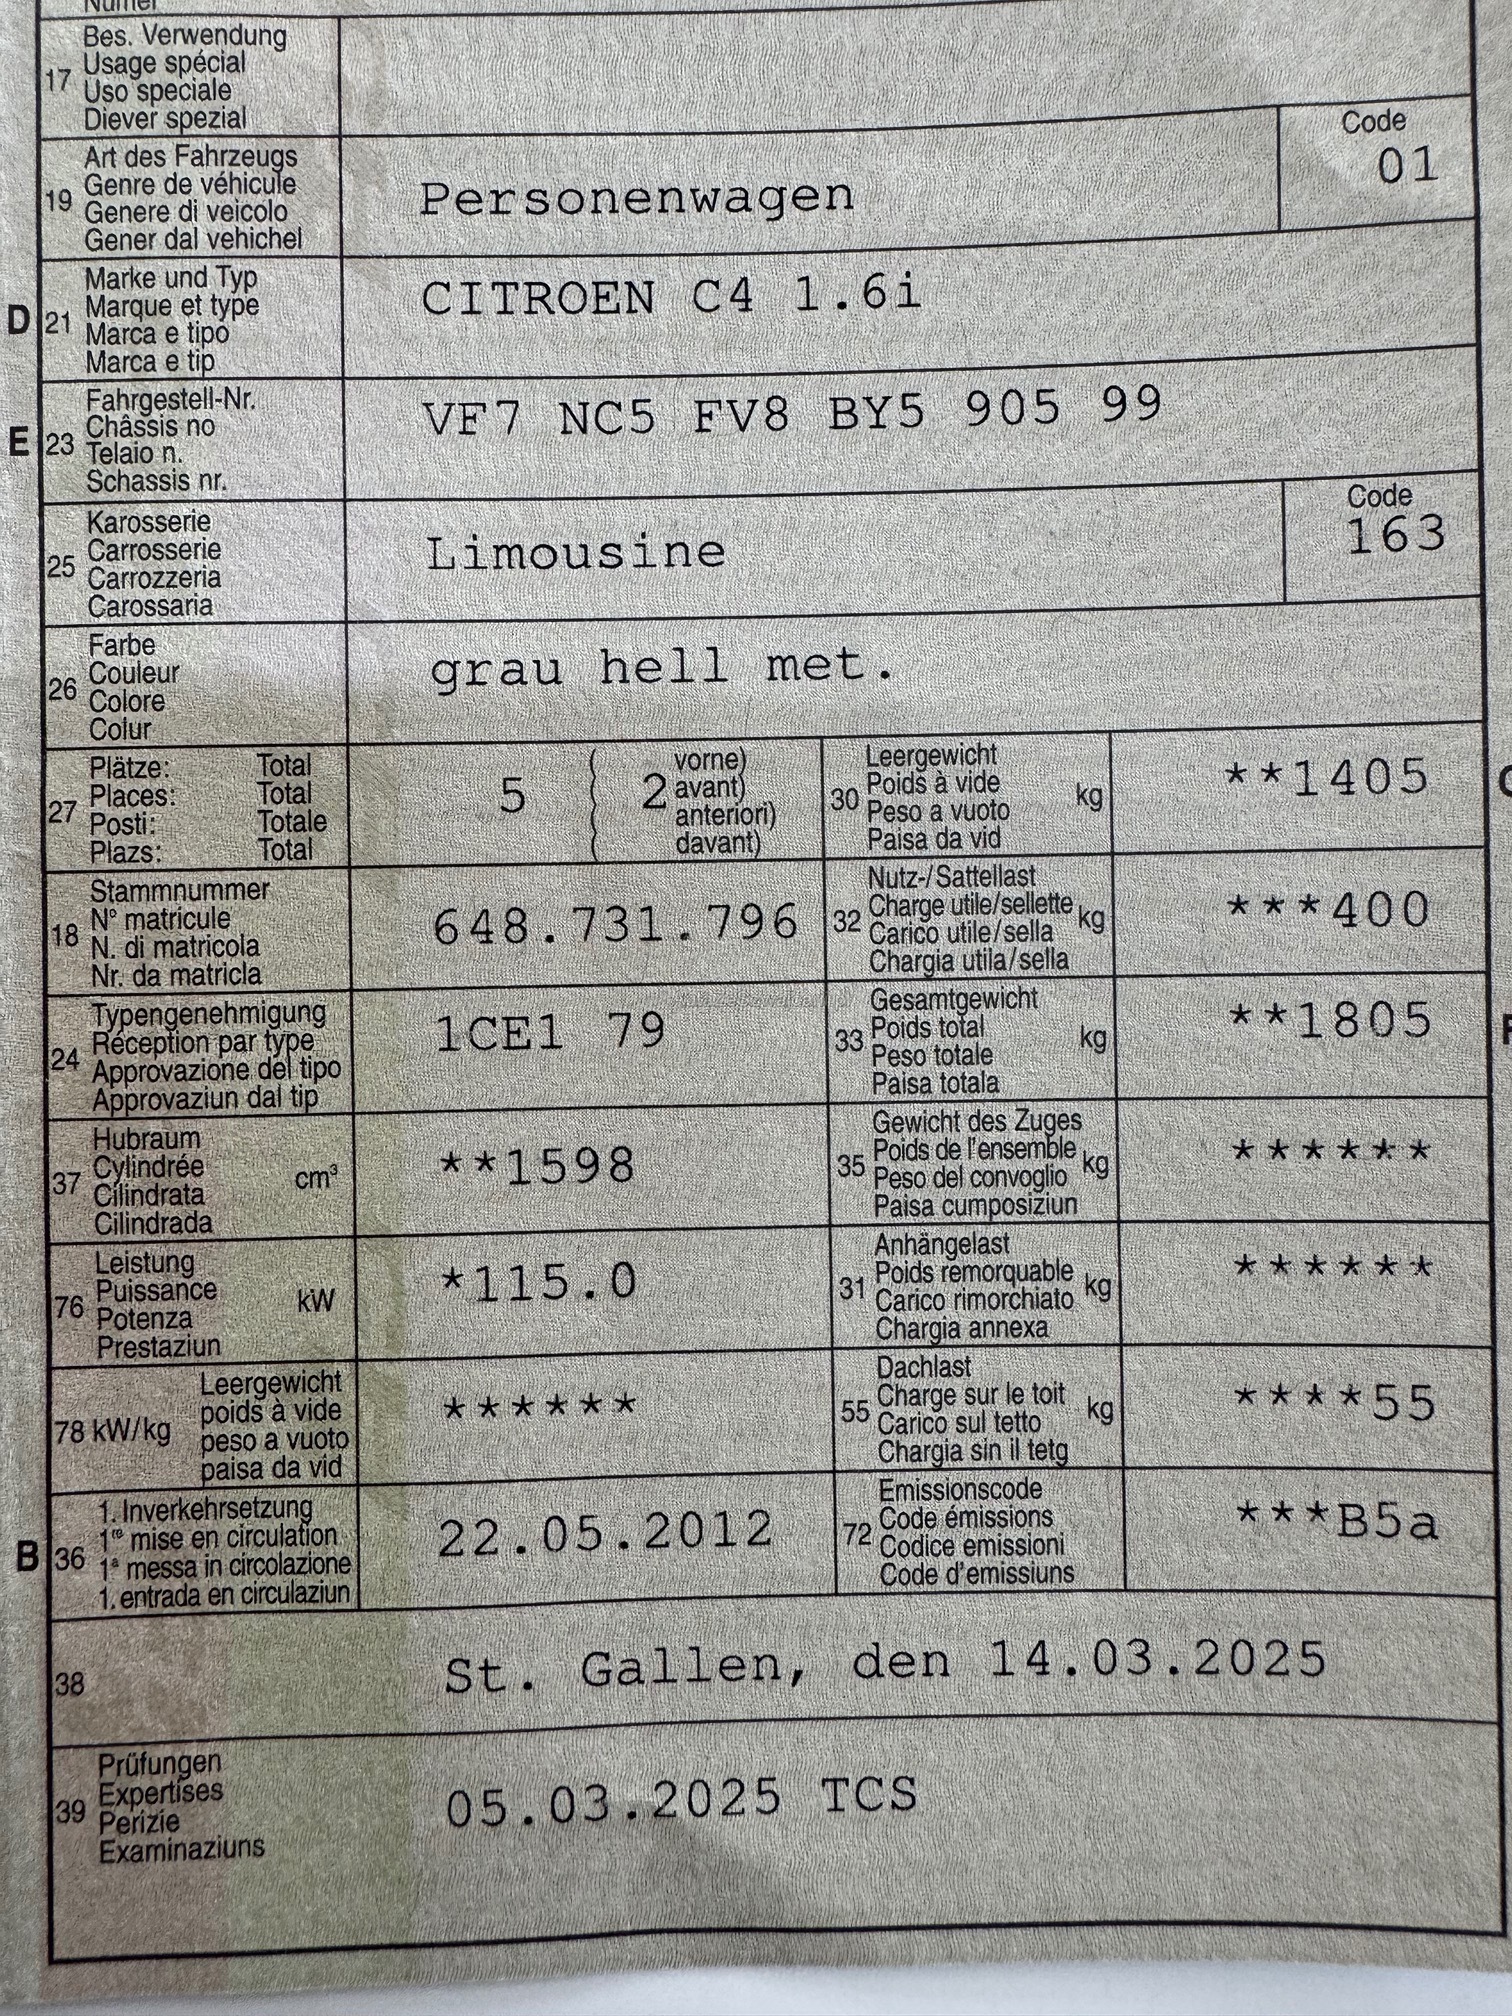 Bes. Verwendung
17 Usage spécial
Uso speciale
Diever spezial
Art des Fahrzeugs
19 Genre de véhicule
Genere di veicolo
Gener dal vehichel
Personenwagen
Code
01
Marke und Typ
D 21 Marque et type
Marca e tipo
Marca e tip
CITROEN C4 1.6i
Fahrgestell-Nr.
E 23 Châssis no
Telaio n.
Schassis nr.
VF7 NC5 FV8 BY5 905 99
Karosserie
25 Carrosserie
Carrozzeria
Carossaria
Limousine
Code
163
Farbe
26 Couleur
Colore
Colur
grau hell met.
Plätze: Total
27 Places: Total
Posti: Totale
Plazs: Total
5 ( 2 vorne)
avant)
anteriori)
davant)
Leergewicht
30 Poids à vide kg
Peso a vuoto
Paisa da vid
**1405
Stammnummer
18 N° matricule
N. di matricola
Nr. da matricla
648.731.796
Nutz-/Sattellast
32 Charge utile/sellette kg
Carico utile/sella
Chargia utila/sella
***400
Typengenehmigung
24 Réception par type
Approvazione del tipo
Approvaziun dal tip
1CE1 79
Gesamtgewicht
33 Poids total kg
Peso totale
Paisa totala
**1805
Hubraum
37 Cylindrée cm³
Cilindrata
Cilindrada
**1598
Gewicht des Zuges
35 Poids de l'ensemble kg
Peso del convoglio
Paisa cumposiziun
******
Leistung
76 Puissance kW
Potenza
Prestaziun
*115.0
Anhängelast
31 Poids remorquable kg
Carico rimorchiato
Chargia annexa
******
Leergewicht
78 kW/kg poids à vide
peso a vuoto
paisa da vid
******
Dachlast
55 Charge sur le toit kg
Carico sul tetto
Chargia sin il tetg
****55
1. Inverkehrsetzung
B 36 1re mise en circulation
1a messa in circolazione
1. entrada en circulaziun
22.05.2012
Emissionscode
72 Code émissions
Codice emissioni
Code d'emissiuns
***B5a
38 St. Gallen, den 14.03.2025
Prüfungen
39 Expertises
Perizie
Examinaziuns
05.03.2025 TCS